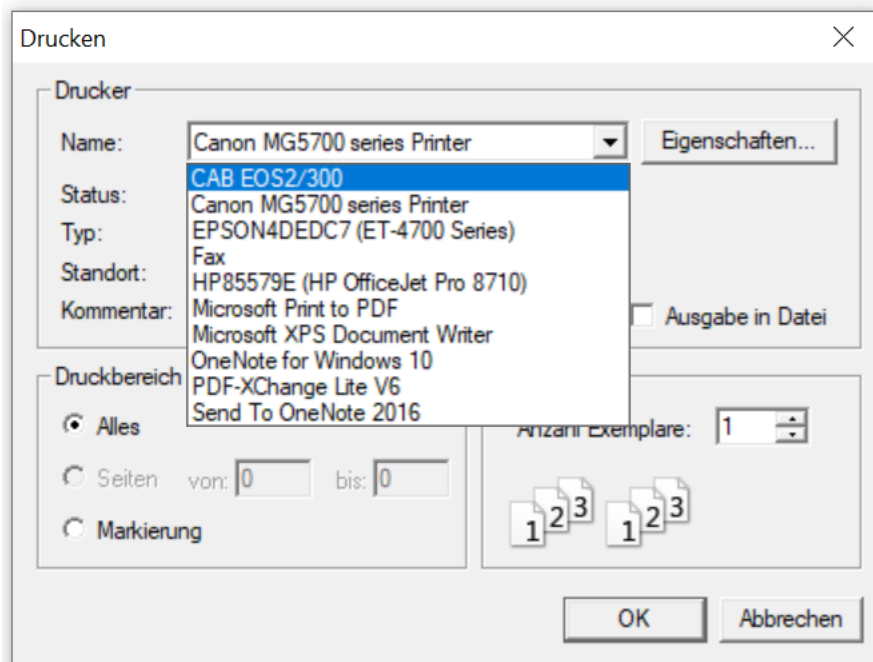 Drucken
Drucker
Name:
Canon MG5700 series Printer
Eigenschaften...
CAB EOS2/300
Canon MG5700 series Printer
EPSON4DEDC7 (ET-4700 Series)
Fax
HP85579E (HP OfficeJet Pro 8710)
Microsoft Print to PDF
Microsoft XPS Document Writer
OneNote for Windows 10
PDF-XChange Lite V6
Send To OneNote 2016
Status:
Typ:
Standort:
Kommentar:
Ausgabe in Datei
Druckbereich
Alles
Seiten von: 0 bis: 0
Markierung
Anzahl Exemplare: 1
1 2 3 1 2 3
OK Abbrechen